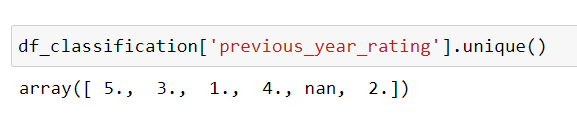 df_classification['previous_year_rating'].unique()
array([ 5.,  3.,  1.,  4., nan,  2.])